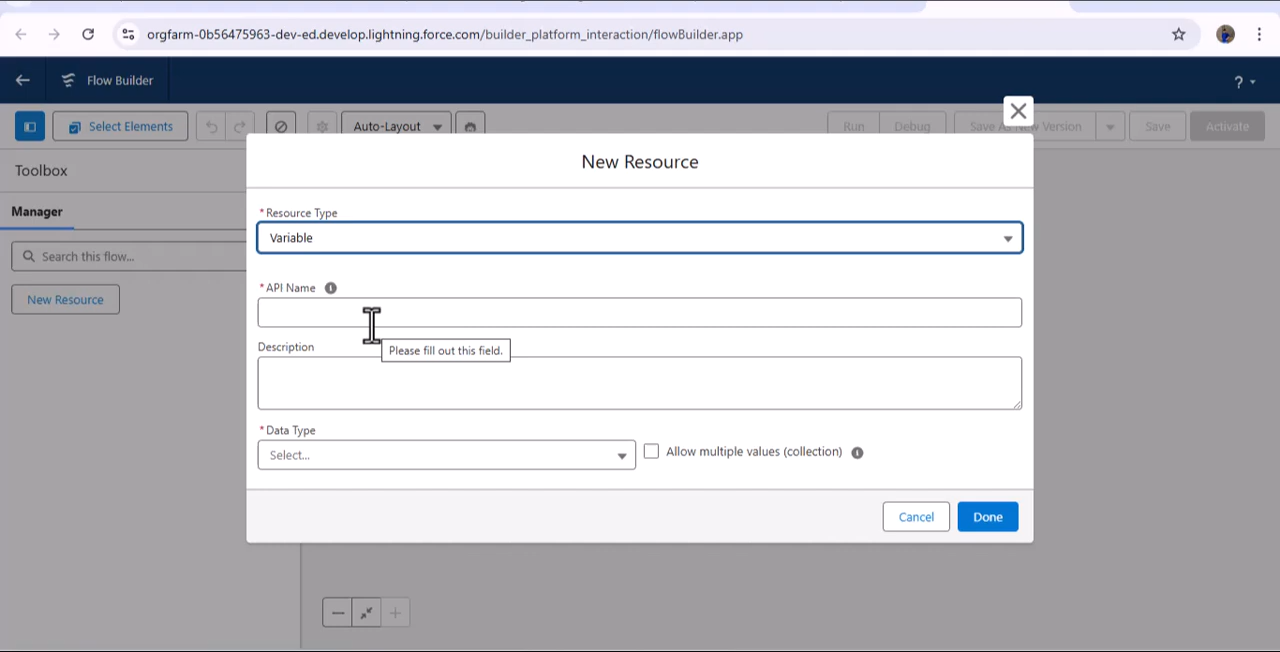 orgfarm-0b56475963-dev-ed.develop.lightning.force.com/builder_platform_interaction/flowBuilder.app
Flow Builder
?
Select Elements
Auto-Layout
Run
Debug
Save As New Version
Save
Activate
Toolbox
Manager
Search this flow...
New Resource
New Resource
*Resource Type
Variable
*API Name
Please fill out this field.
Description
*Data Type
Select...
Allow multiple values (collection)
Cancel
Done